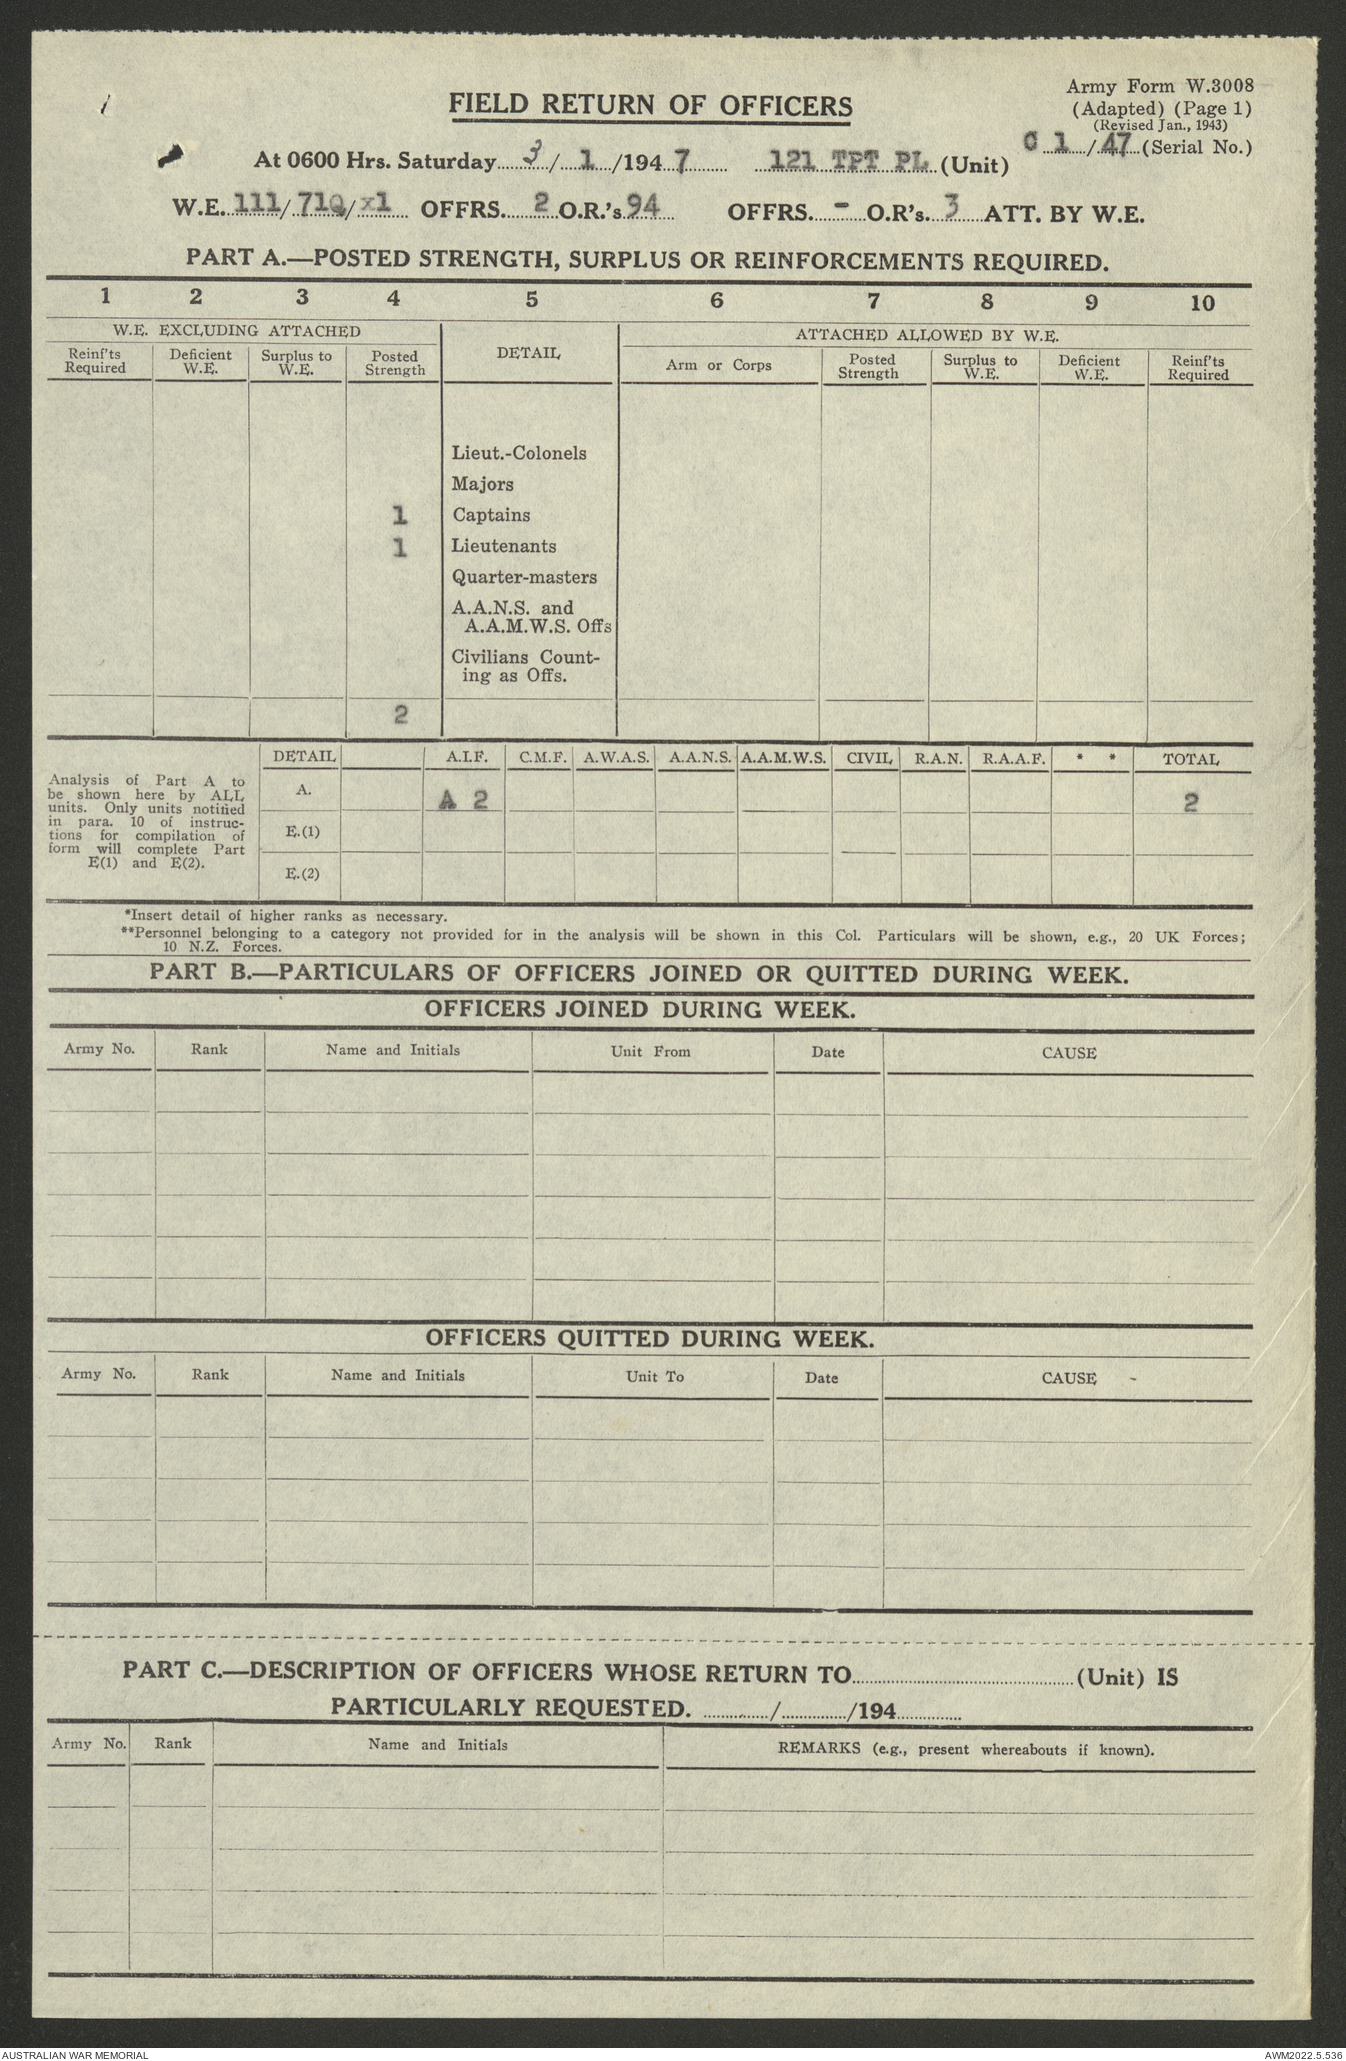 Army Form W.3008
(Adapted) (Page 1)
(Revised Jan., 1943)
FIELD RETURN OF OFFICERS
C 1/47 (Serial No.)
At 0600 Hrs. Saturday 3/1/1947 121 TPT PL (Unit)
W.E. 111/71Q/x1 OFFRS. 2 O.R.'s 94 OFFRS. - O.R's. 3 ATT. BY W.E.
PART A.—POSTED STRENGTH, SURPLUS OR REINFORCEMENTS REQUIRED.
1 2 3 4 5 6 7 8 9 10
W.E. EXCLUDING ATTACHED DETAIL ATTACHED ALLOWED BY W.E.
Reinf'ts Required Deficient W.E. Surplus to W.E. Posted Strength Arm or Corps Posted Strength Surplus to W.E. Deficient W.E. Reinf'ts Required
Lieut.-Colonels
Majors
1 Captains
1 Lieutenants
Quarter-masters
A.A.N.S. and
A.A.M.W.S. Offs
Civilians Count-
ing as Offs.
2
DETAIL A.I.F. C.M.F. A.W.A.S. A.A.N.S. A.A.M.W.S. CIVIL R.A.N. R.A.A.F. * * TOTAL
Analysis of Part A to
be shown here by ALL
units. Only units notified
in para. 10 of instruc-
tions for compilation of
form will complete Part
E(1) and E(2).
A. A 2 2
E.(1)
E.(2)
*Insert detail of higher ranks as necessary.
**Personnel belonging to a category not provided for in the analysis will be shown in this Col. Particulars will be shown, e.g., 20 UK Forces;
10 N.Z. Forces.
PART B.—PARTICULARS OF OFFICERS JOINED OR QUITTED DURING WEEK.
OFFICERS JOINED DURING WEEK.
Army No. Rank Name and Initials Unit From Date CAUSE
OFFICERS QUITTED DURING WEEK.
Army No. Rank Name and Initials Unit To Date CAUSE
PART C.—DESCRIPTION OF OFFICERS WHOSE RETURN TO (Unit) IS
PARTICULARLY REQUESTED. / /194
Army No. Rank Name and Initials REMARKS (e.g., present whereabouts if known).
AUSTRALIAN WAR MEMORIAL AWM2022.5.536